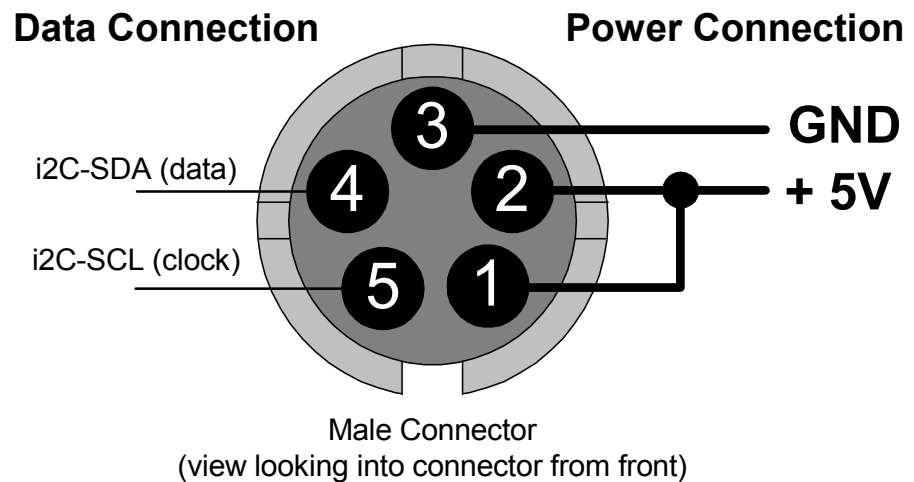 Data Connection
Power Connection
3
GND
i2C-SDA (data)
4
2
+ 5V
i2C-SCL (clock)
5
1
Male Connector
(view looking into connector from front)